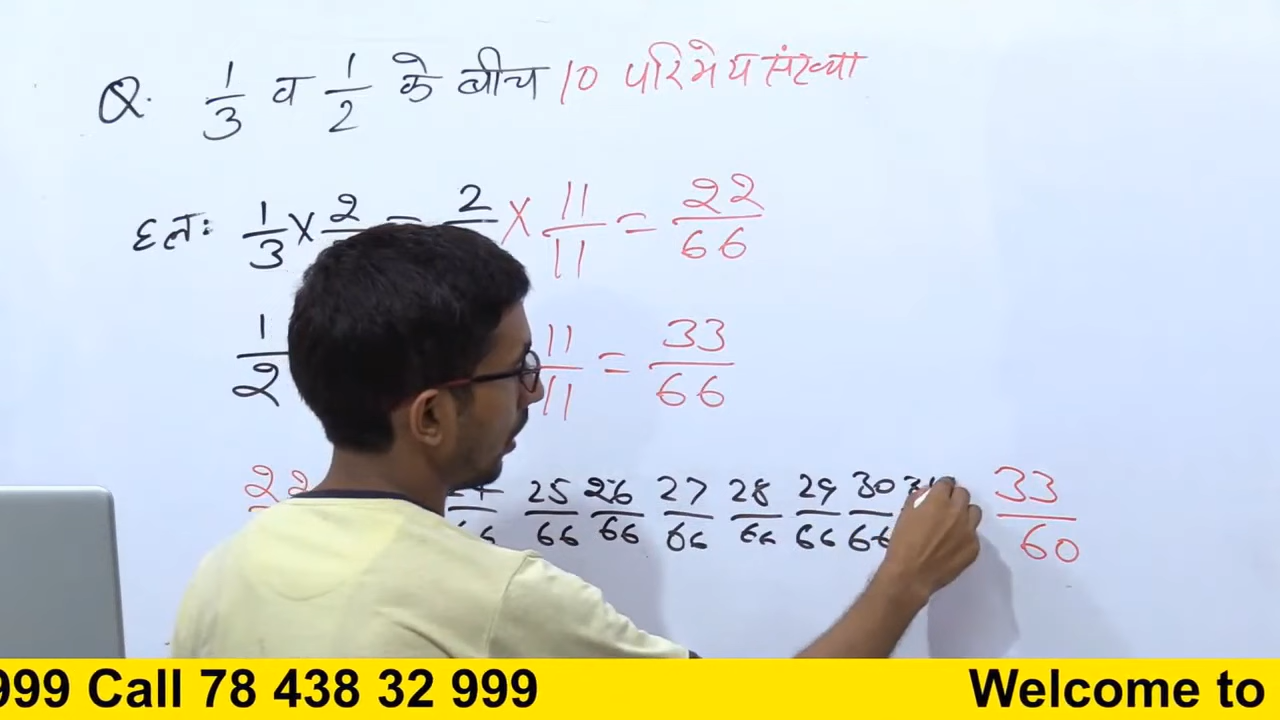 Q. 1/3 व 1/2 के बीच 10 परिमेय संख्या
हल: 1/3 × 2 = 2 × 11/11 = 22/66
1/2 11/11 = 33/66
22 25/66 26/66 27/66 28/66 29/66 30/66 33/60
999 Call 78 438 32 999 Welcome to